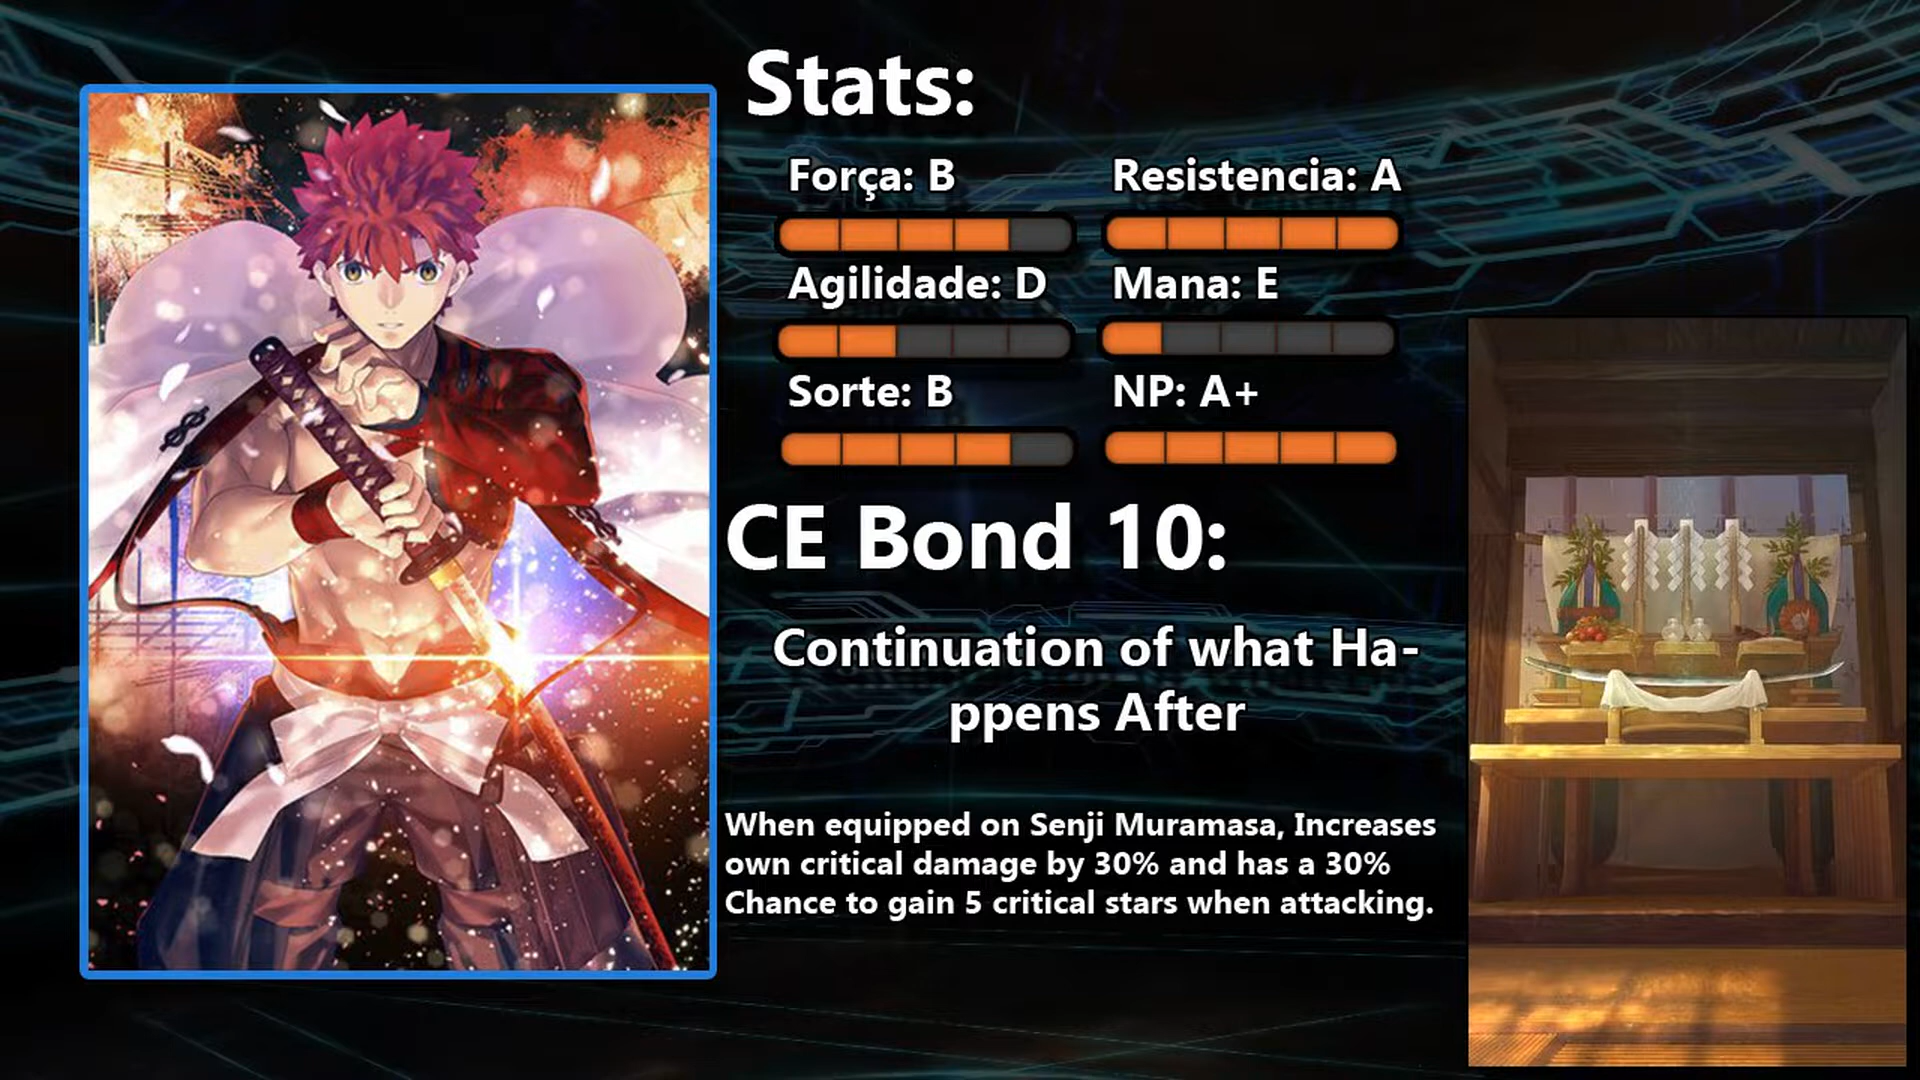 Stats:
Força: B
Resistencia: A
Agilidade: D
Mana: E
Sorte: B
NP: A+
CE Bond 10:
Continuation of what Ha-
ppens After
When equipped on Senji Muramasa, Increases
own critical damage by 30% and has a 30%
Chance to gain 5 critical stars when attacking.